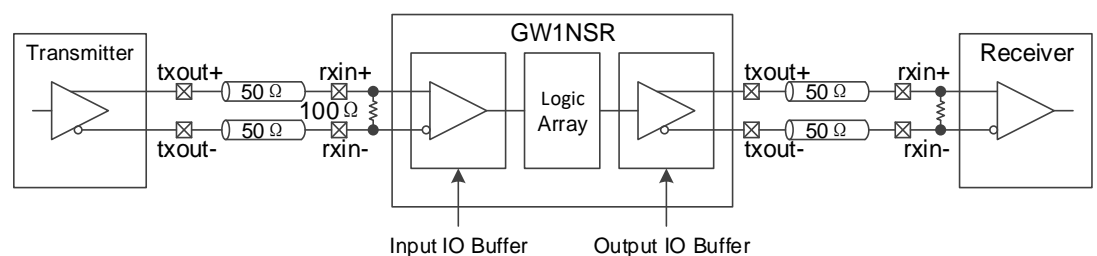 GW1NSR
Transmitter
Receiver
txout+
rxin+
txout+
rxin+
50 Ω
50 Ω
100 Ω
Logic
Array
50 Ω
50 Ω
txout-
rxin-
txout-
rxin-
Input IO Buffer
Output IO Buffer